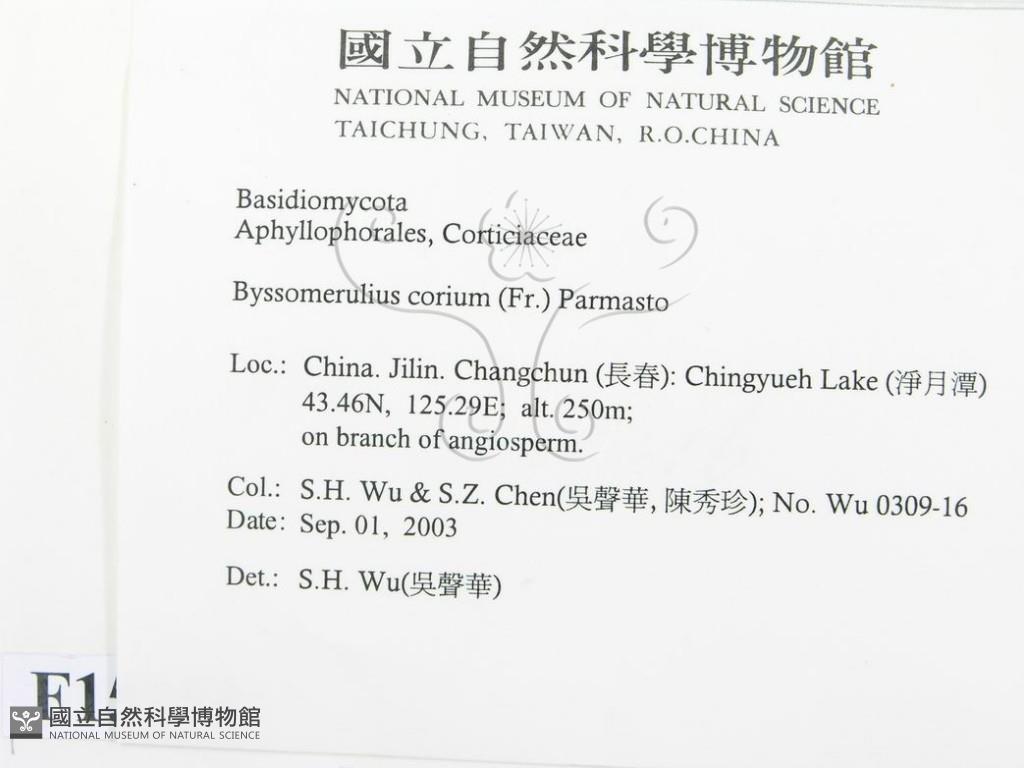 國立自然科學博物館
NATIONAL MUSEUM OF NATURAL SCIENCE
TAICHUNG, TAIWAN, R.O.CHINA
Basidiomycota
Aphyllophorales, Corticiaceae
Byssomerulius corium (Fr.) Parmasto
Loc.: China. Jilin. Changchun (長春): Chingyueh Lake (淨月潭)
43.46N, 125.29E; alt. 250m;
on branch of angiosperm.
Col.: S.H. Wu & S.Z. Chen(吳聲華, 陳秀珍); No. Wu 0309-16
Date: Sep. 01, 2003
Det.: S.H. Wu(吳聲華)
國立自然科學博物館
NATIONAL MUSEUM OF NATURAL SCIENCE